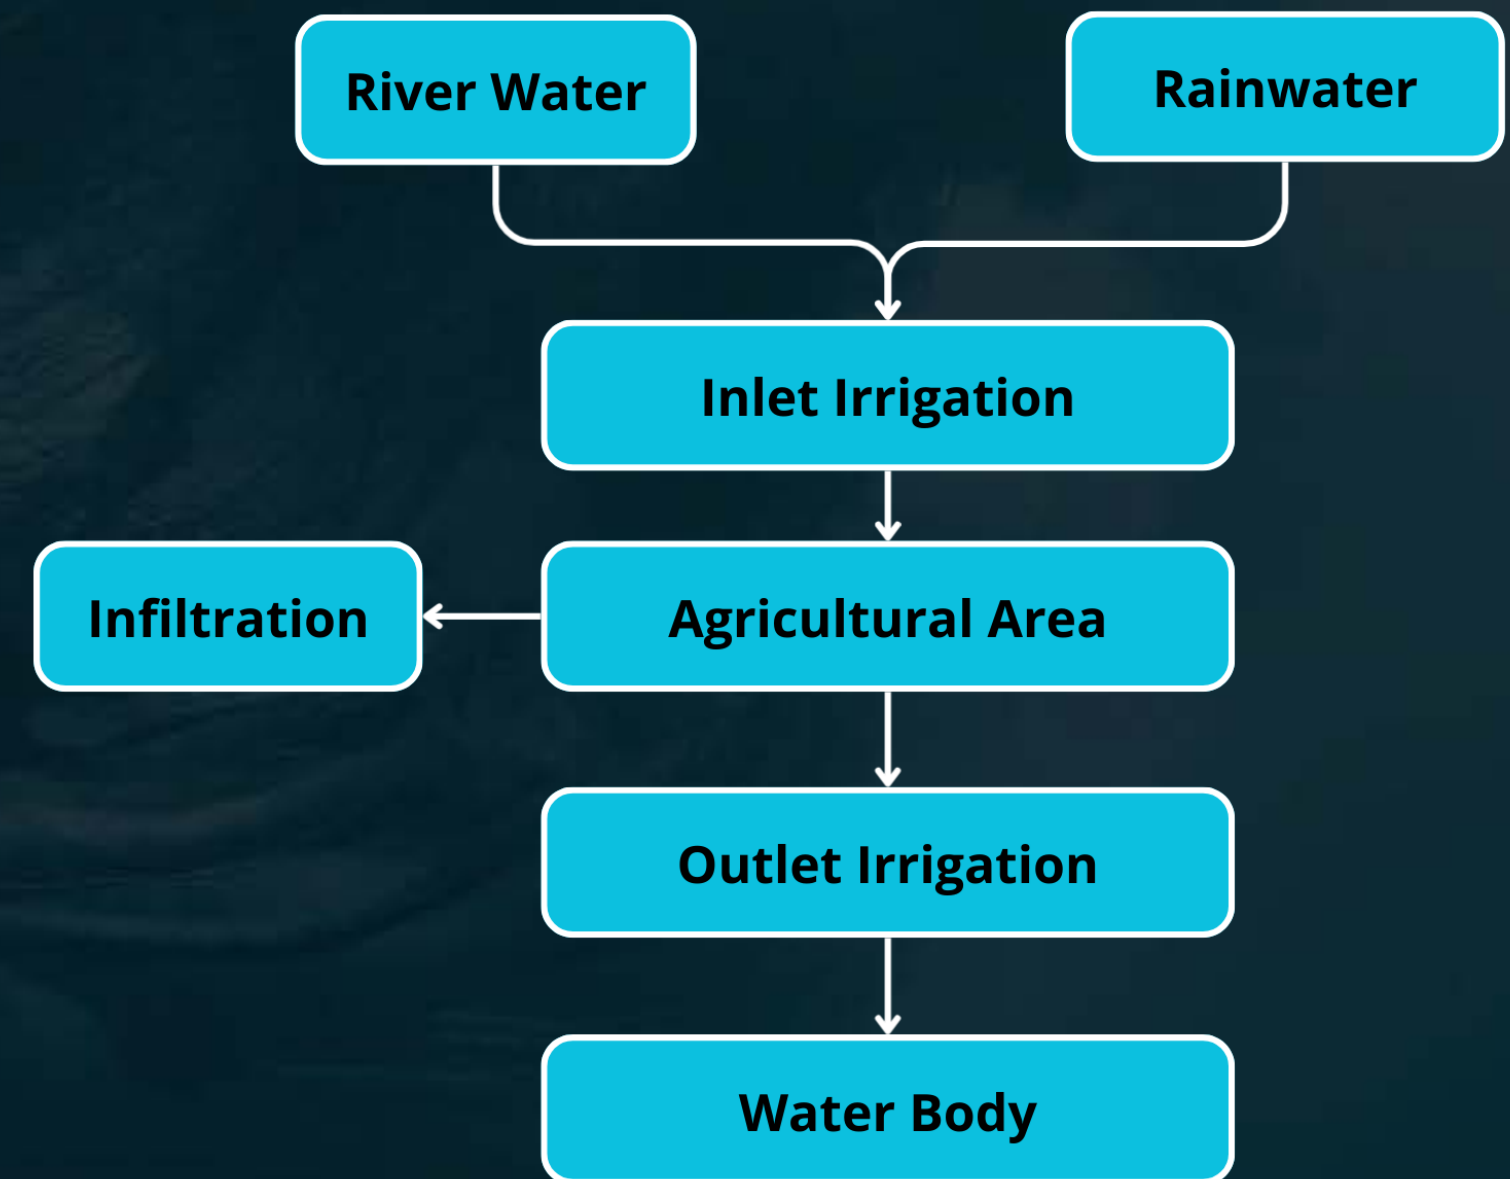 River Water
Rainwater
Inlet Irrigation
Infiltration
Agricultural Area
Outlet Irrigation
Water Body